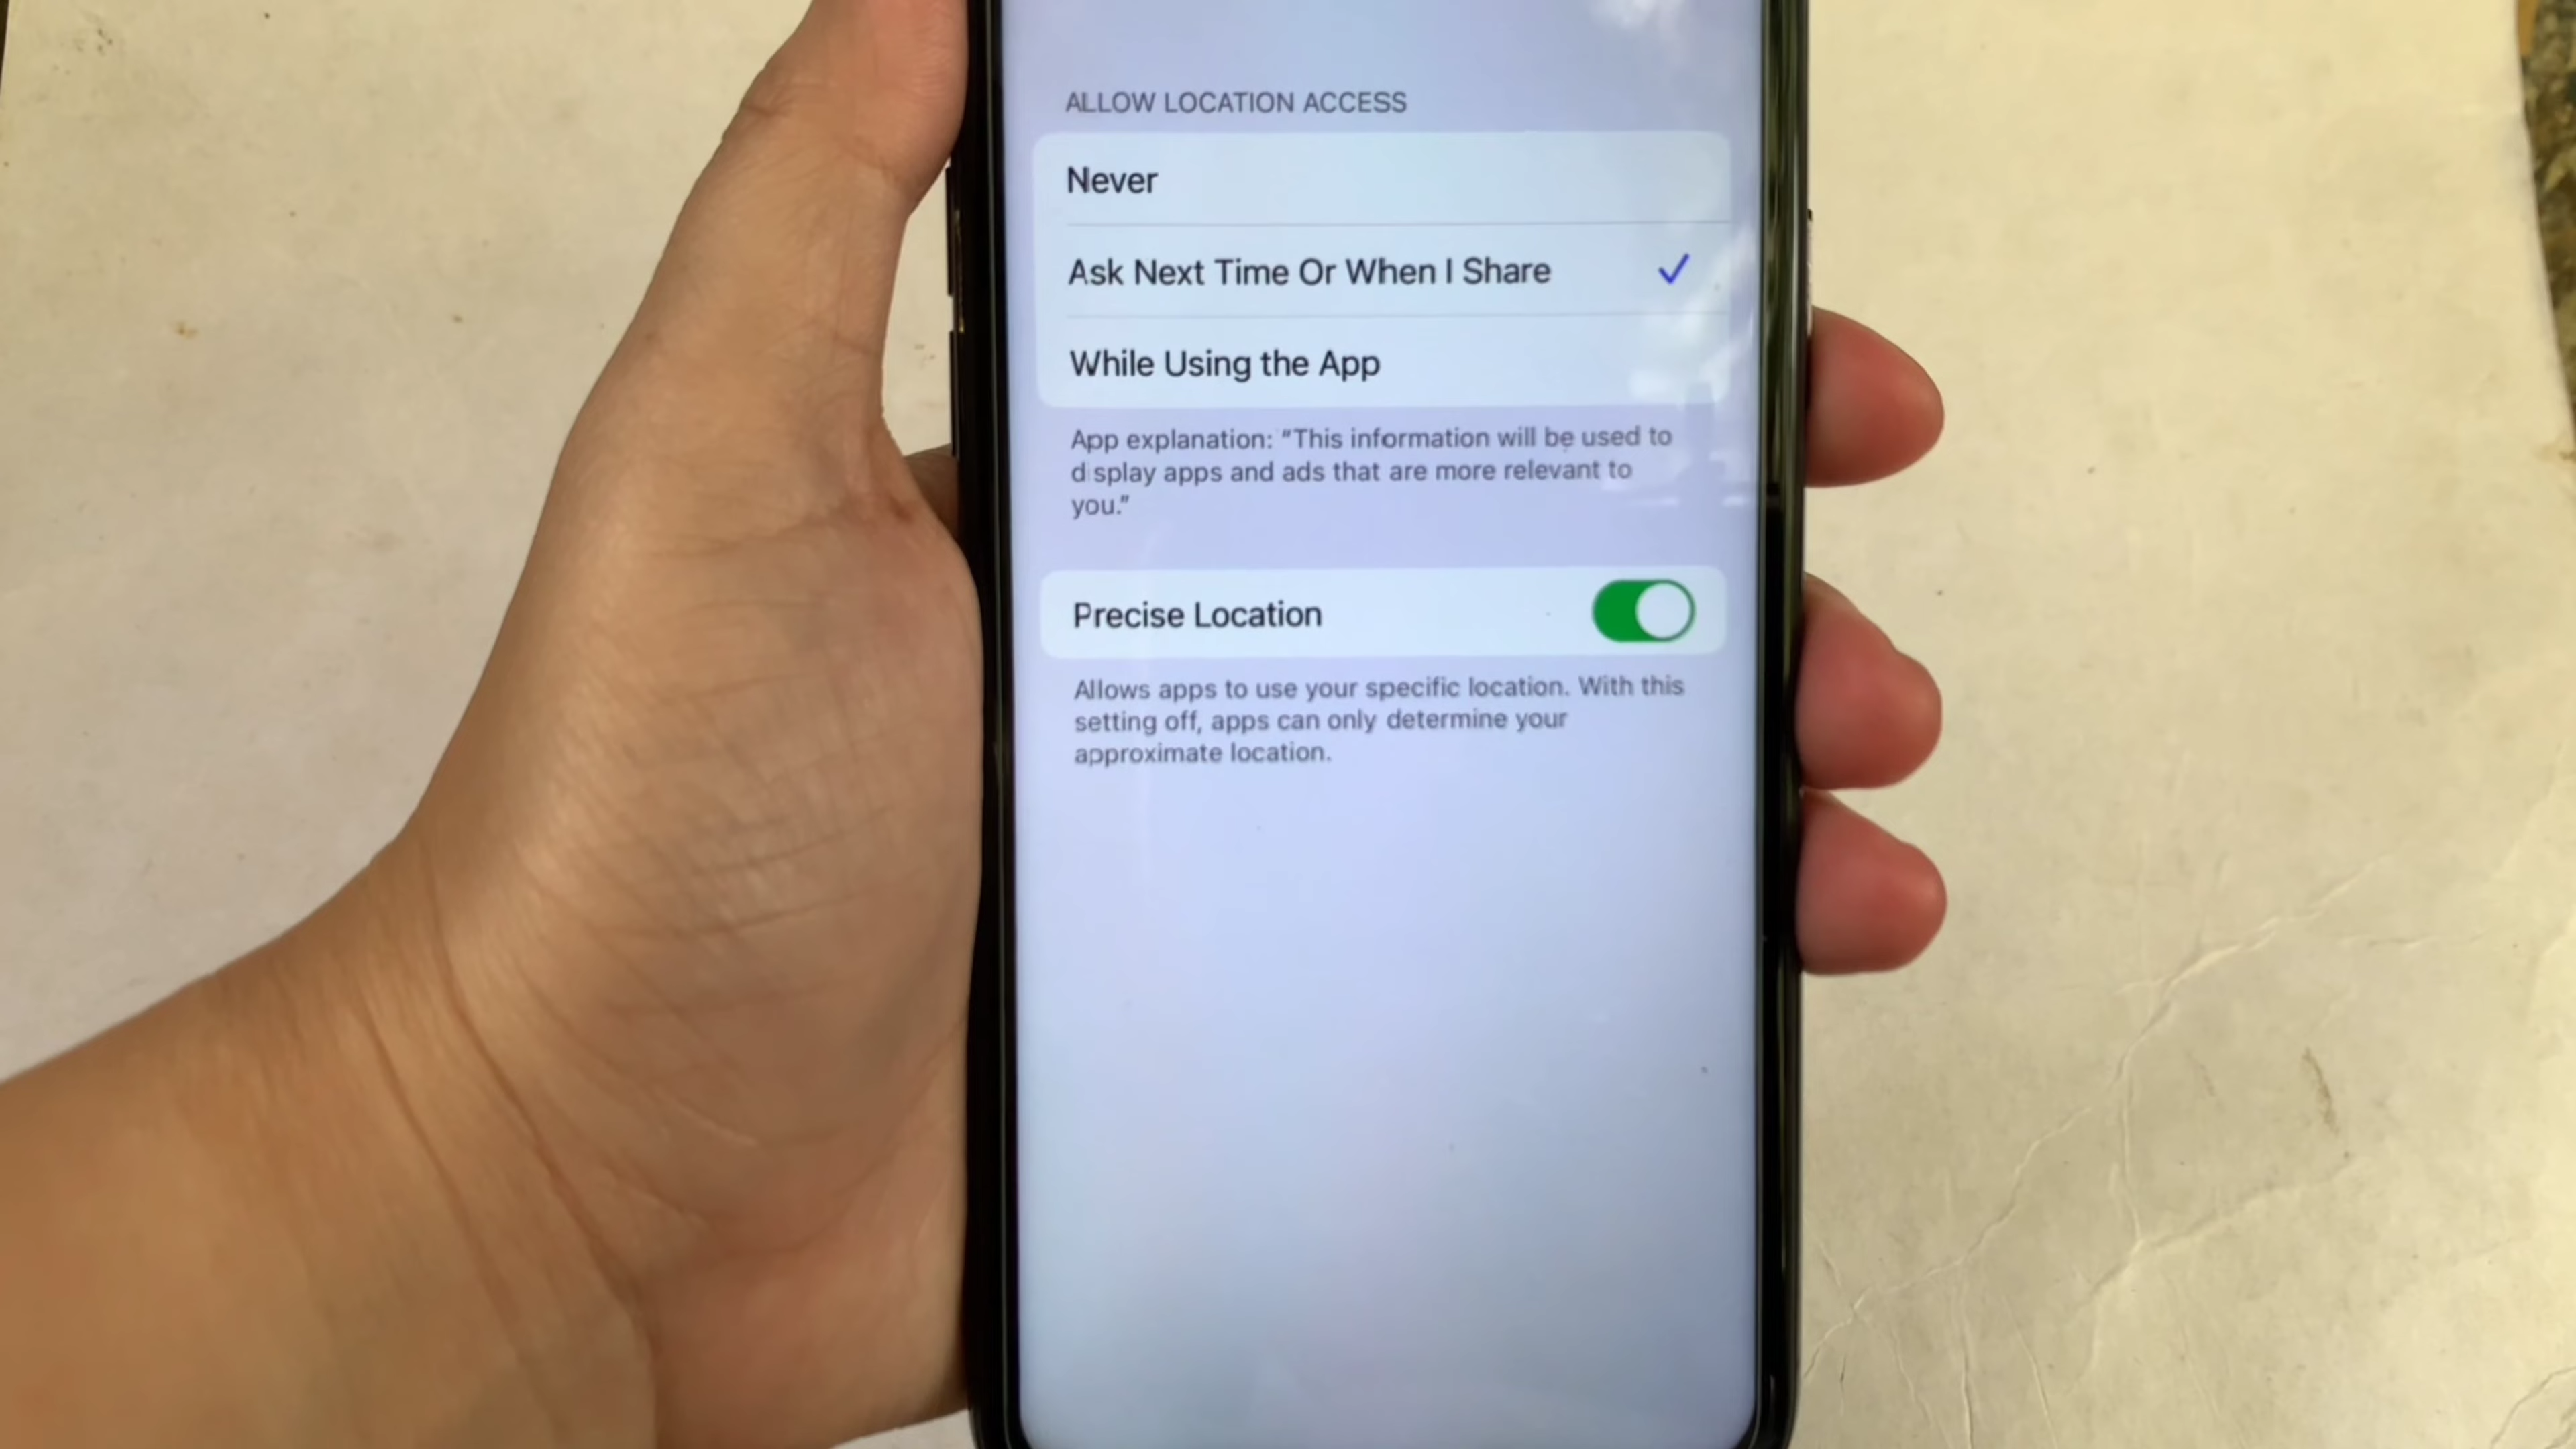 ALLOW LOCATION ACCESS
Never
Ask Next Time Or When I Share
While Using the App
App explanation: “This information will be used to
display apps and ads that are more relevant to
you.”
Precise Location
Allows apps to use your specific location. With this
setting off, apps can only determine your
approximate location.